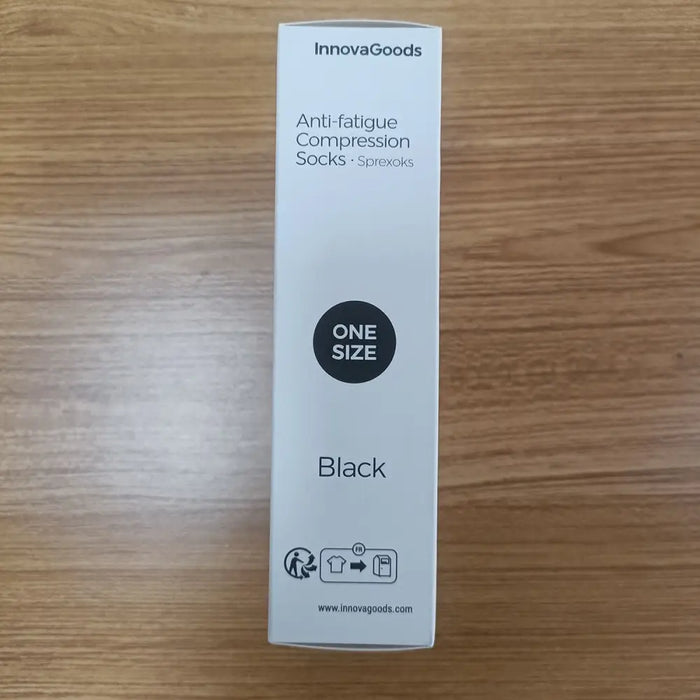 InnovaGoods
Anti-fatigue
Compression
Socks · Sprexoks
ONE
SIZE
Black
FR
www.innovagoods.com